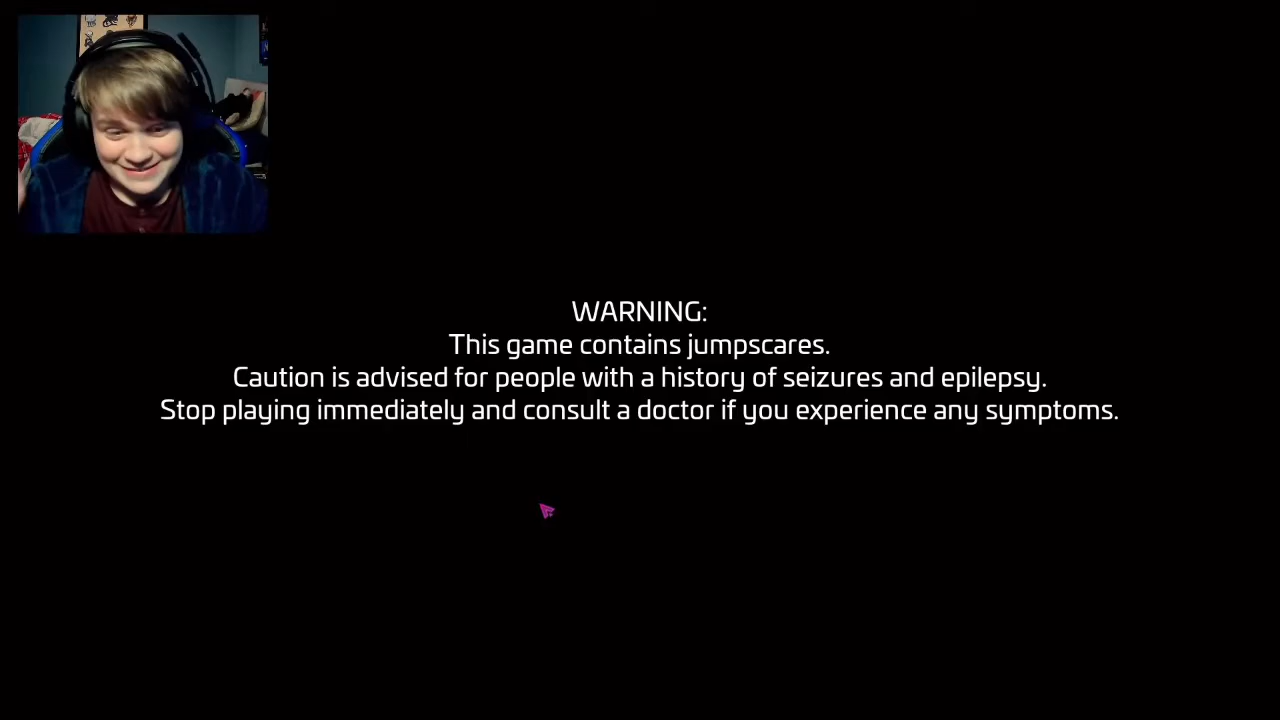 WARNING:
This game contains jumpscares.
Caution is advised for people with a history of seizures and epilepsy.
Stop playing immediately and consult a doctor if you experience any symptoms.